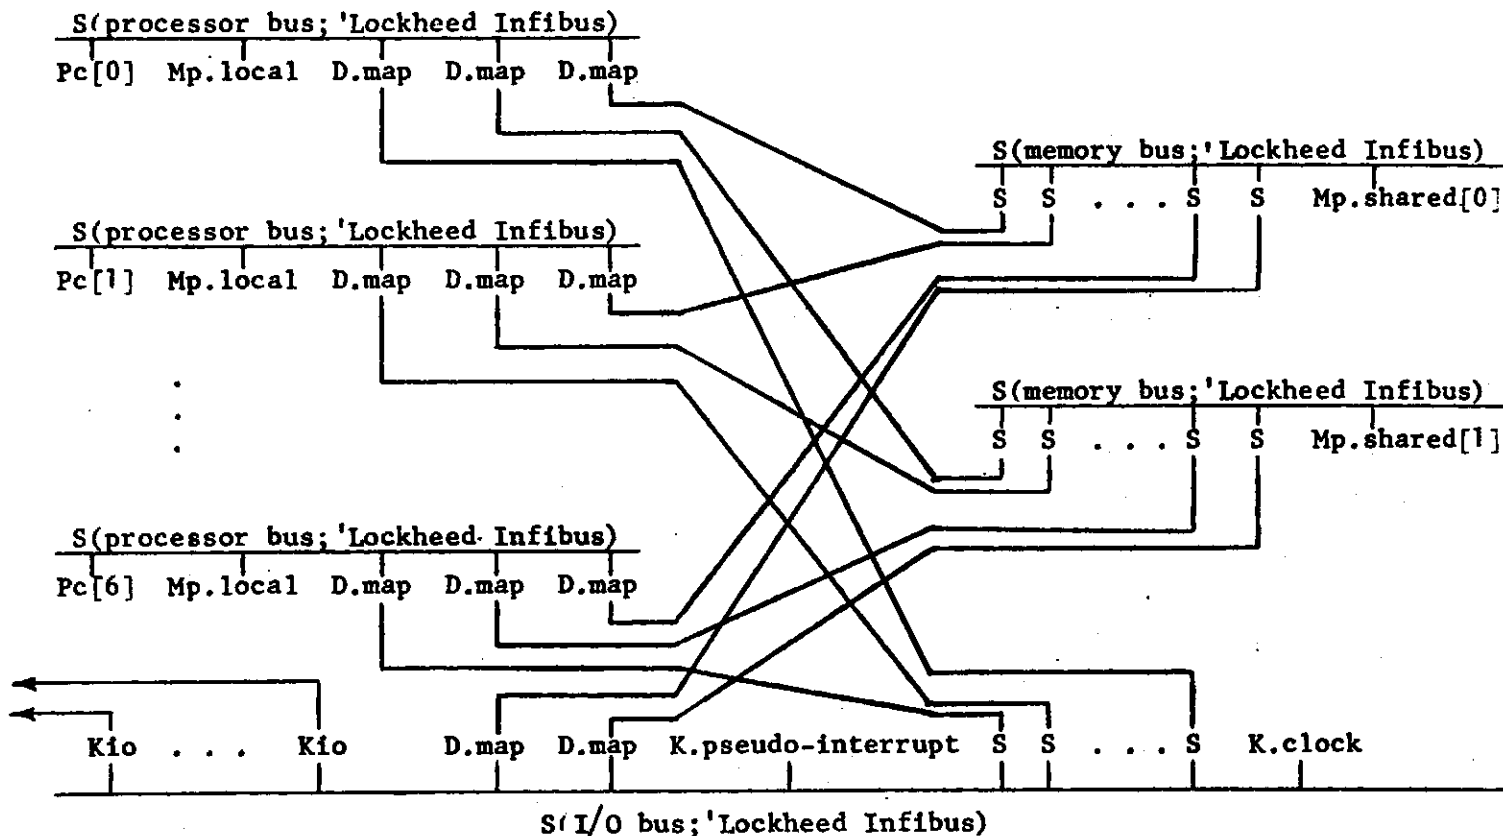 S(processor bus; 'Lockheed Infibus)
Pc[0] Mp.local D.map D.map D.map
S(memory bus;'Lockheed Infibus)
S S . . . S S Mp.shared[0]
S(processor bus; 'Lockheed Infibus)
Pc[1] Mp.local D.map D.map D.map
S(memory bus;'Lockheed Infibus)
S S . . . S S Mp.shared[1]
S(processor bus; 'Lockheed Infibus)
Pc[6] Mp.local D.map D.map D.map
Kio . . . Kio D.map D.map K.pseudo-interrupt S S . . . S K.clock
S(I/O bus;'Lockheed Infibus)